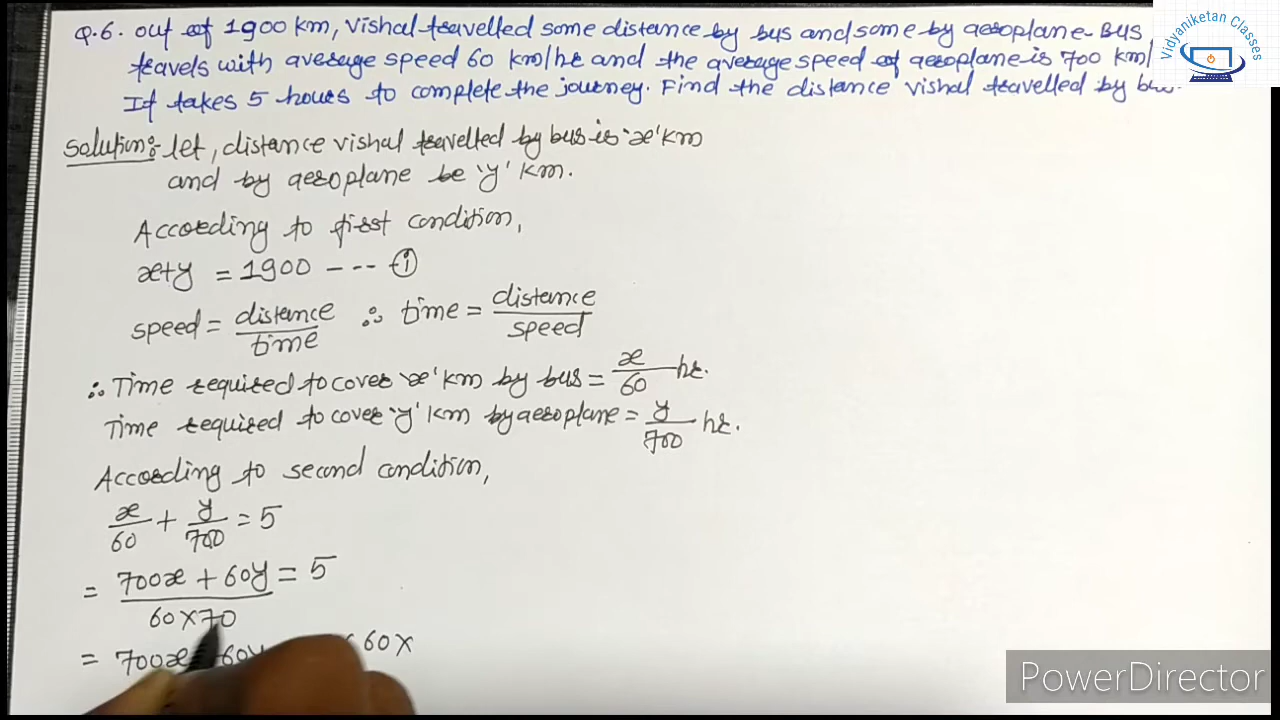 Q.6. Out of 1900 km, Vishal travelled some distance by bus and some by aeroplane. Bus
travels with average speed 60 km/hr and the average speed of aeroplane is 700 km/
It takes 5 hours to complete the journey. Find the distance vishal travelled by bus.
Solution:- let, distance vishal travelled by bus is 'x' km
and by aeroplane be 'y' km.
According to first condition,
x+y = 1900 --- ①
speed = distance/time ∴ time = distance/speed
∴ Time required to cover 'x' km by bus = x/60 hr.
Time required to cover 'y' km by aeroplane = y/700 hr.
According to second condition,
x/60 + y/700 = 5
= 700x + 60y/60×70 = 5
= 700x 60y 60×
Vidyaniketan Classes
PowerDirector